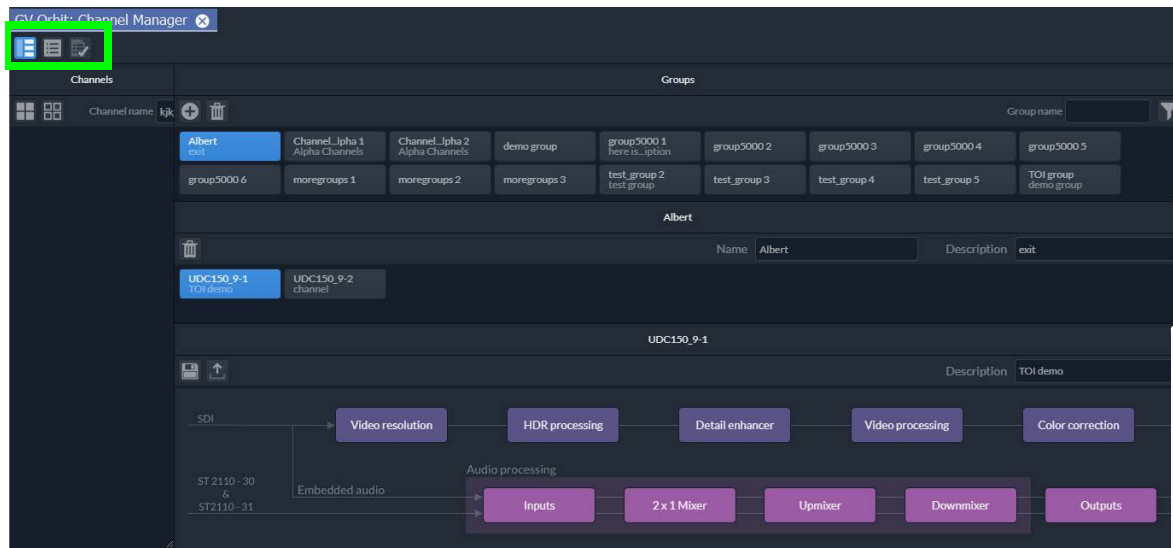 GV Orbit: Channel Manager
Channels
Groups
Channel name kjk
Group name
Albert
exit
Channel...lpha 1
Alpha Channels
Channel...lpha 2
Alpha Channels
demo group
group5000 1
here is...iption
group5000 2
group5000 3
group5000 4
group5000 5
group5000 6
moregroups 1
moregroups 2
moregroups 3
test_group 2
test group
test_group 3
test_group 4
test_group 5
TOI group
demo group
Albert
Name Albert
Description exit
UDC150_9-1
TOI demo
UDC150_9-2
channel
UDC150_9-1
Description TOI demo
SDI
Video resolution
HDR processing
Detail enhancer
Video processing
Color correction
Audio processing
ST 2110 - 30
&
ST2110 - 31
Embedded audio
Inputs
2 x 1 Mixer
Upmixer
Downmixer
Outputs